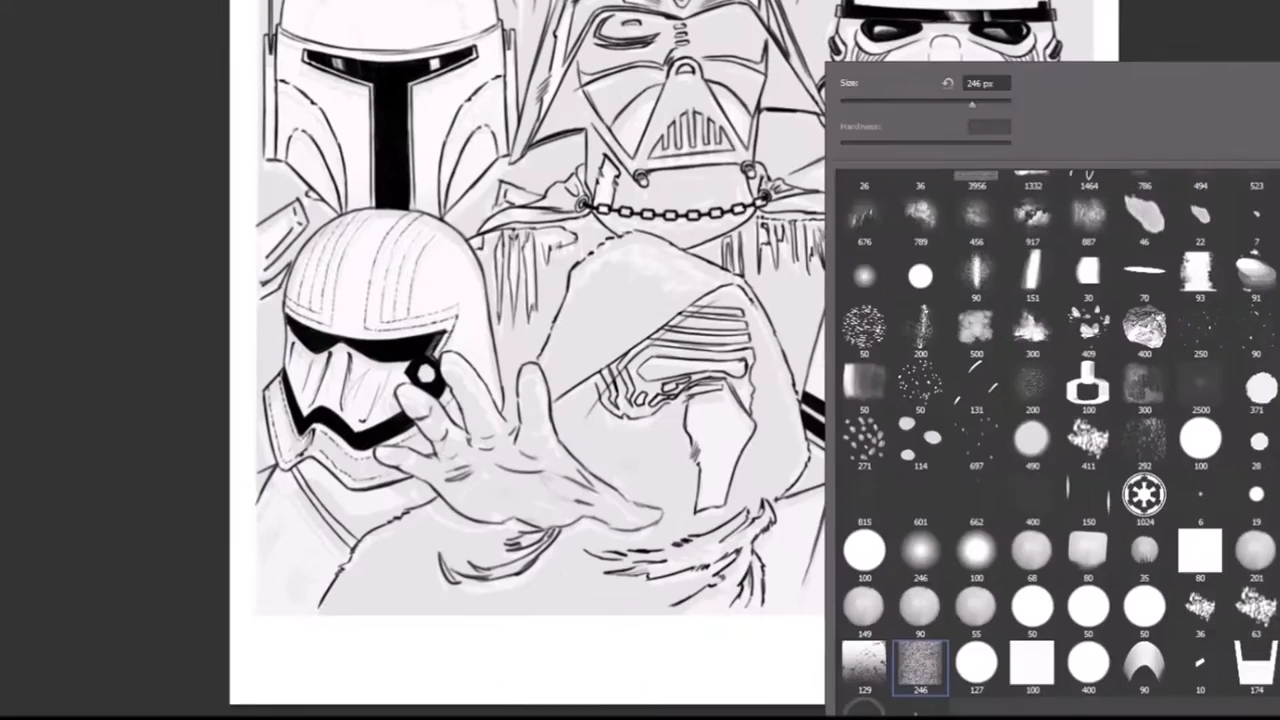 Size: 246 px
Hardness:
26 36 3956 1332 1464 786 494 523
676 789 456 917 887 46 22 7
90 151 30 70 93 91
50 200 500 300 409 400 250 90
50 50 131 200 100 300 2500 371
271 114 697 490 411 292 100 28
815 601 662 400 150 1024 6 19
100 246 100 68 80 35 80 201
149 90 55 50 50 50 36 63
129 246 127 100 400 90 10 174